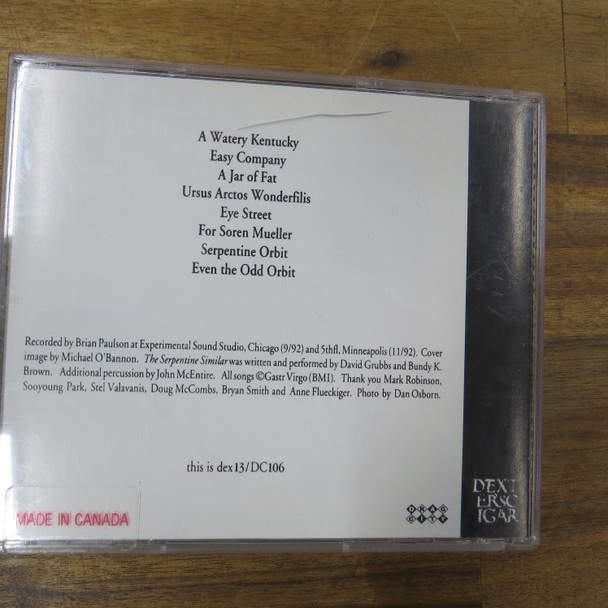 A Watery Kentucky
Easy Company
A Jar of Fat
Ursus Arctos Wonderfilis
Eye Street
For Soren Mueller
Serpentine Orbit
Even the Odd Orbit
Recorded by Brian Paulson at Experimental Sound Studio, Chicago (9/92) and 5thfl, Minneapolis (11/92). Cover
image by Michael O'Bannon. The Serpentine Similar was written and performed by David Grubbs and Bundy K.
Brown. Additional percussion by John McEntire. All songs ©Gastr Virgo (BMI). Thank you Mark Robinson,
Sooyoung Park, Stel Valavanis, Doug McCombs, Bryan Smith and Anne Flueckiger. Photo by Dan Osborn.
this is dex13/DC106
MADE IN CANADA
DRAG
CITY
DEXT
ERSC
IGAR